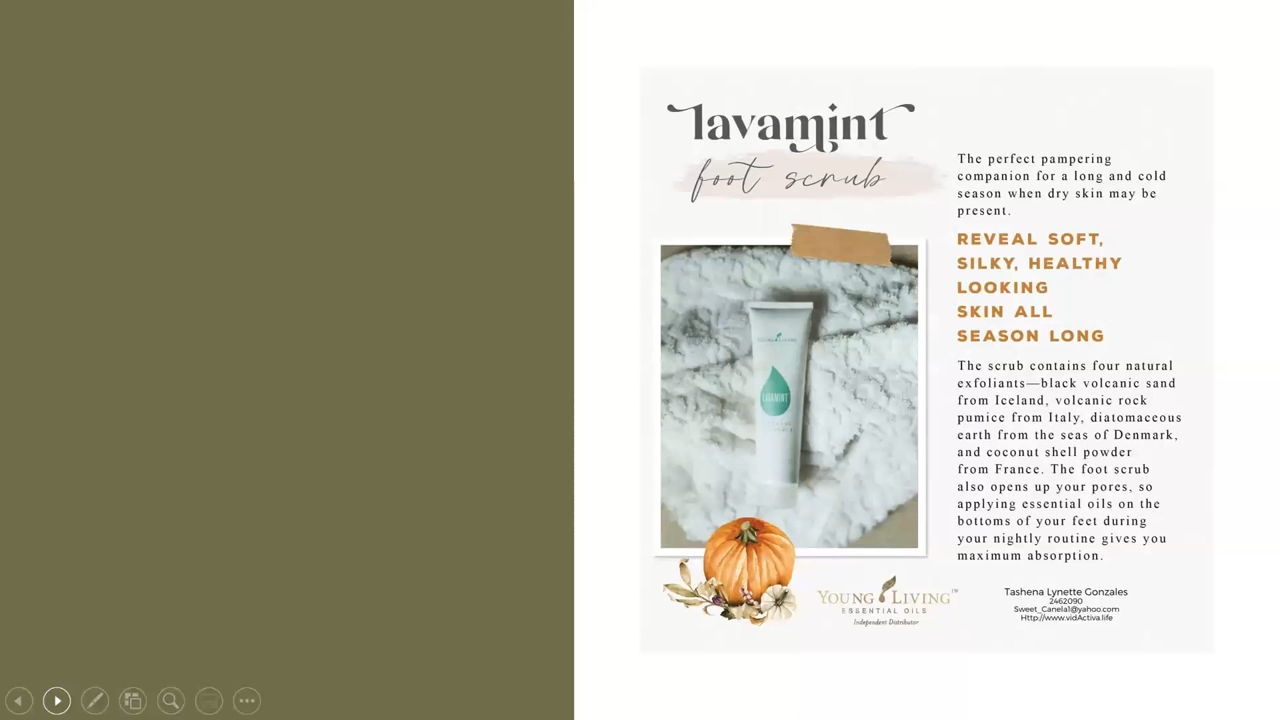 lavamint
foot scrub
The perfect pampering
companion for a long and cold
season when dry skin may be
present.
REVEAL SOFT,
SILKY, HEALTHY
LOOKING
SKIN ALL
SEASON LONG
The scrub contains four natural
exfoliants—black volcanic sand
from Iceland, volcanic rock
pumice from Italy, diatomaceous
earth from the seas of Denmark,
and coconut shell powder
from France. The foot scrub
also opens up your pores, so
applying essential oils on the
bottoms of your feet during
your nightly routine gives you
maximum absorption.
YOUNG LIVING
LAVAMINT
YOUNG LIVING™
ESSENTIAL OILS
Independent Distributor
Tashena Lynette Gonzales
2462090
Sweet_Canela1@yahoo.com
Http://www.vidActiva.life